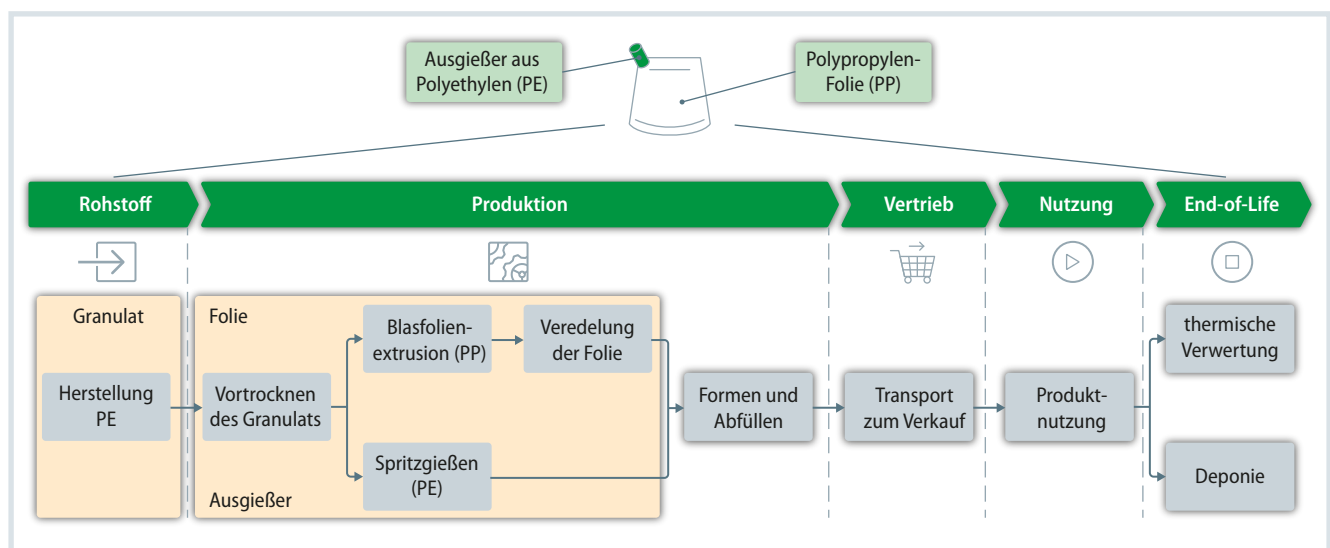 Ausgießer aus
Polyethylen (PE)
Polypropylen-
Folie (PP)
Rohstoff
Produktion
Vertrieb
Nutzung
End-of-Life
Granulat
Herstellung
PE
Folie
Vortrocknen
des Granulats
Blasfolien-
extrusion (PP)
Veredelung
der Folie
Spritzgießen
(PE)
Ausgießer
Formen und
Abfüllen
Transport
zum Verkauf
Produkt-
nutzung
thermische
Verwertung
Deponie